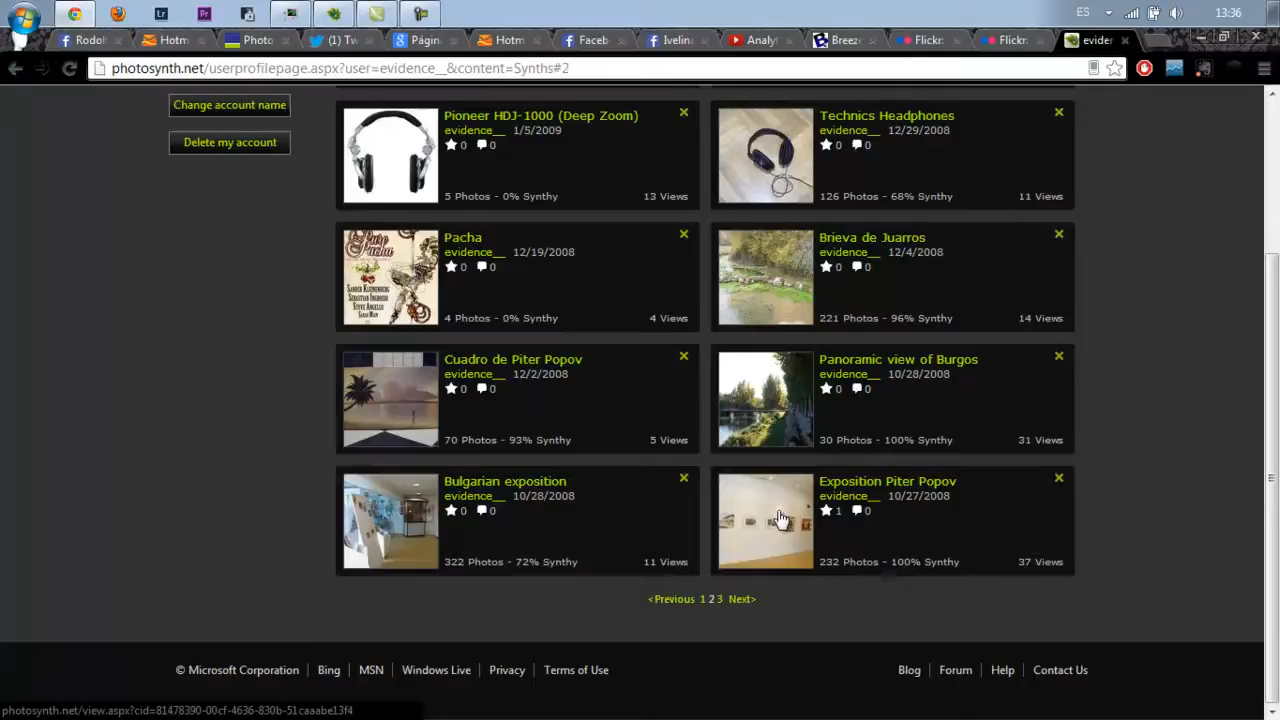 ES 13:36
Rodol Hotm Photo (1) Tw Págin Hotm Faceb Ivelina Analyt Breeze Flickr: Flickr: eviden
photosynth.net/userprofilepage.aspx?user=evidence__&content=Synths#2
Change account name
Delete my account
Pioneer HDJ-1000 (Deep Zoom)
evidence__ 1/5/2009
0 0
5 Photos - 0% Synthy 13 Views
Technics Headphones
evidence__ 12/29/2008
0 0
126 Photos - 68% Synthy 11 Views
Pacha
evidence__ 12/19/2008
0 0
4 Photos - 0% Synthy 4 Views
Pacha
Brieva de Juarros
evidence__ 12/4/2008
0 0
221 Photos - 96% Synthy 14 Views
Cuadro de Piter Popov
evidence__ 12/2/2008
0 0
70 Photos - 93% Synthy 5 Views
Panoramic view of Burgos
evidence__ 10/28/2008
0 0
30 Photos - 100% Synthy 31 Views
Bulgarian exposition
evidence__ 10/28/2008
0 0
322 Photos - 72% Synthy 11 Views
Exposition Piter Popov
evidence__ 10/27/2008
1 0
232 Photos - 100% Synthy 37 Views
<Previous 1 2 3 Next>
© Microsoft Corporation Bing MSN Windows Live Privacy Terms of Use Blog Forum Help Contact Us
photosynth.net/view.aspx?cid=81478390-00cf-4636-830b-51caaabe13f4